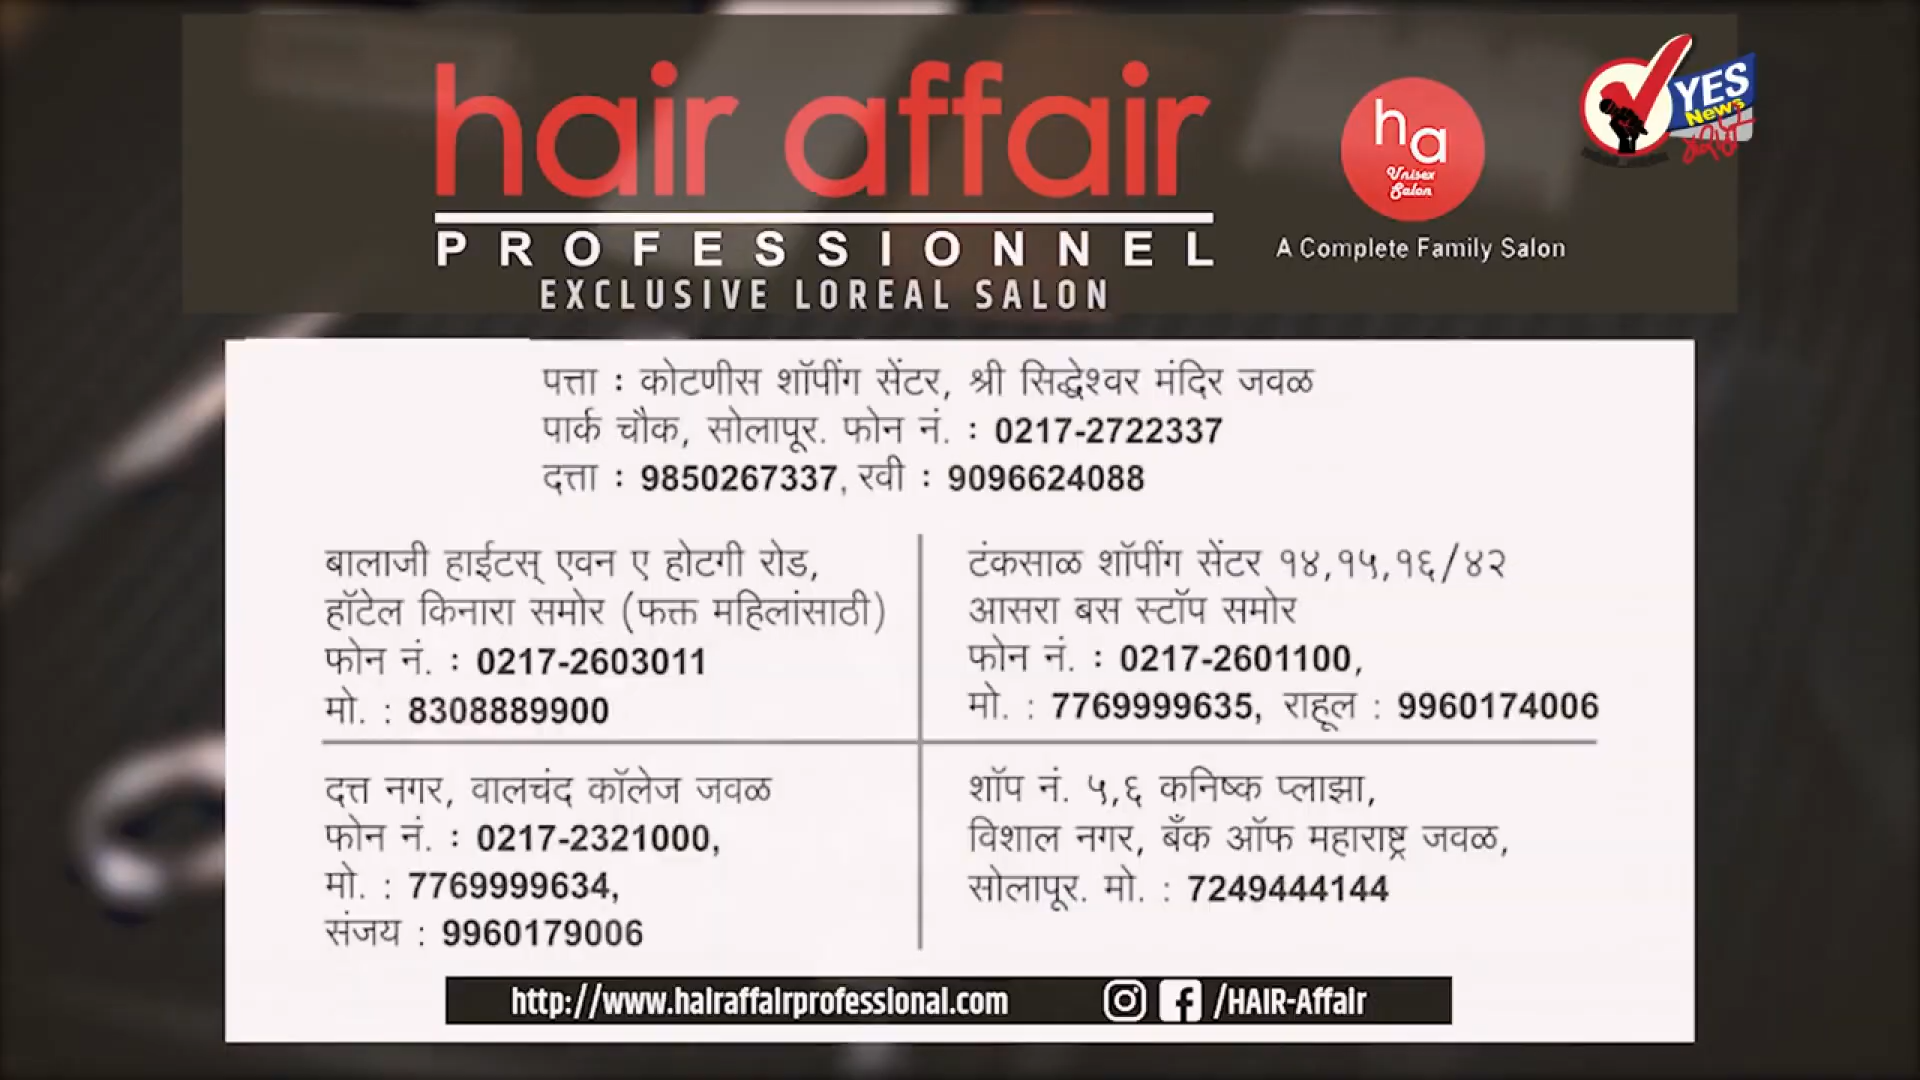 hair affair
PROFESSIONNEL
EXCLUSIVE LOREAL SALON
ha
Unisex
Salon
A Complete Family Salon
YES
News
मराठी
पत्ता : कोटणीस शॉपींग सेंटर, श्री सिद्धेश्वर मंदिर जवळ
पार्क चौक, सोलापूर. फोन नं. : 0217-2722337
दत्ता : 9850267337, रवी : 9096624088
बालाजी हाईटस् एवन ए होटगी रोड,
हॉटेल किनारा समोर (फक्त महिलांसाठी)
फोन नं. : 0217-2603011
मो. : 8308889900
टंकसाळ शॉपींग सेंटर १४,१५,१६/४२
आसरा बस स्टॉप समोर
फोन नं. : 0217-2601100,
मो. : 7769999635, राहूल : 9960174006
दत्त नगर, वालचंद कॉलेज जवळ
फोन नं. : 0217-2321000,
मो. : 7769999634,
संजय : 9960179006
शॉप नं. ५,६ कनिष्क प्लाझा,
विशाल नगर, बँक ऑफ महाराष्ट्र जवळ,
सोलापूर. मो. : 7249444144
http://www.hairaffairprofessional.com
/HAIR-Affair